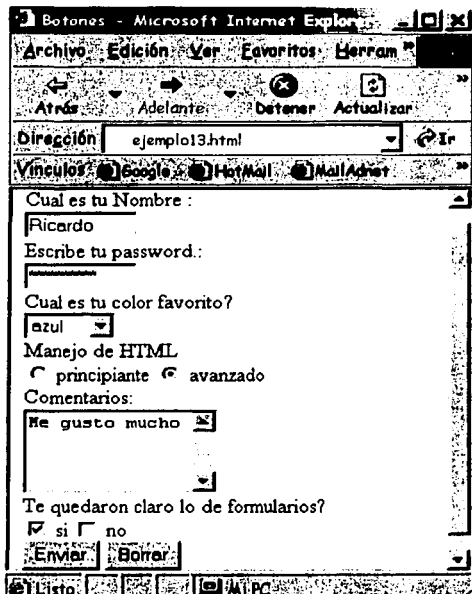 Botones - Microsoft Internet Explor
Archivo Edición Ver Favoritos Herram »
Atrás Adelante Detener Actualizar »
Dirección ejemplo13.html Ir
Vínculos Google HotMail MailAdnet »
Cual es tu Nombre :
Ricardo
Escribe tu password.:
**********
Cual es tu color favorito?
azul
Manejo de HTML
principiante avanzado
Comentarios:
Me gusto mucho
Te quedaron claro lo de formularios?
si no
Enviar Borrar
Listo Mi PC